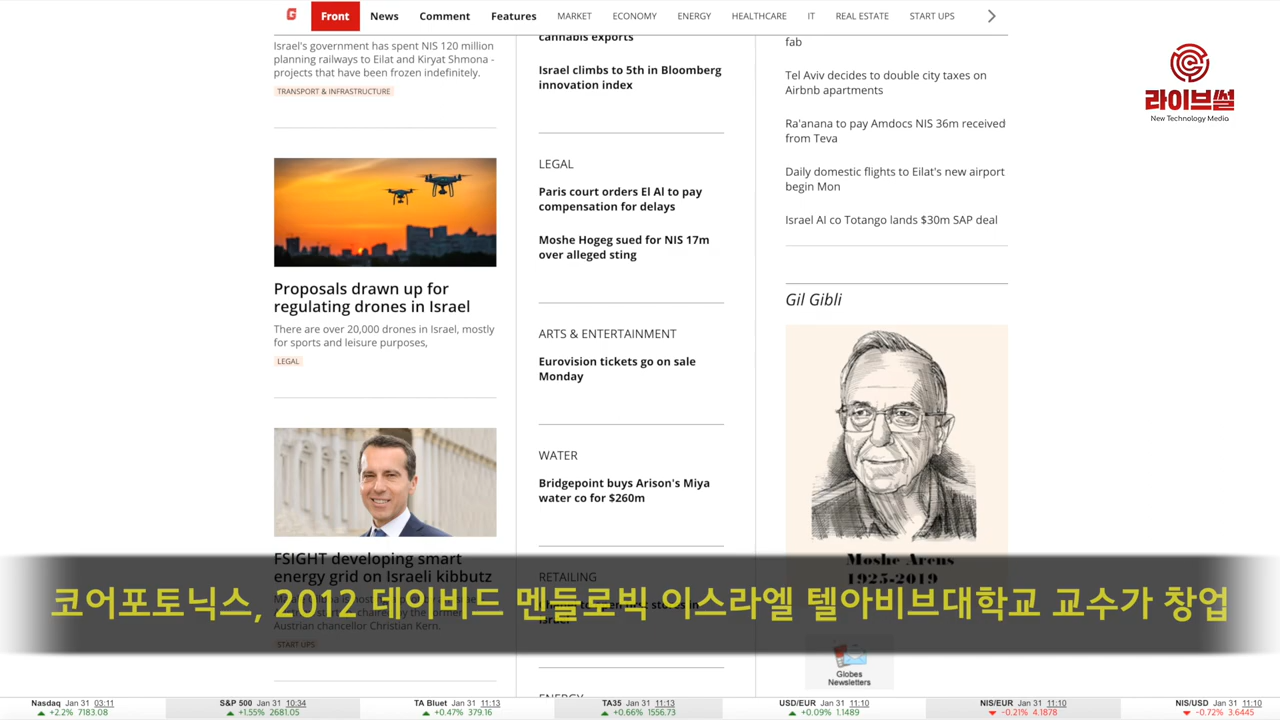 G
Front
News
Comment
Features
MARKET
ECONOMY
ENERGY
HEALTHCARE
IT
REAL ESTATE
START UPS
Israel's government has spent NIS 120 million
planning railways to Eilat and Kiryat Shmona -
projects that have been frozen indefinitely.
TRANSPORT & INFRASTRUCTURE
Proposals drawn up for
regulating drones in Israel
There are over 20,000 drones in Israel, mostly
for sports and leisure purposes,
LEGAL
FSIGHT developing smart
energy grid on Israeli kibbutz
Austrian chancellor Christian Kern.
START UPS
cannabis exports
Israel climbs to 5th in Bloomberg
innovation index
LEGAL
Paris court orders El Al to pay
compensation for delays
Moshe Hogeg sued for NIS 17m
over alleged sting
ARTS & ENTERTAINMENT
Eurovision tickets go on sale
Monday
WATER
Bridgepoint buys Arison's Miya
water co for $260m
RETAILING
ENERGY
fab
Tel Aviv decides to double city taxes on
Airbnb apartments
Ra'anana to pay Amdocs NIS 36m received
from Teva
Daily domestic flights to Eilat's new airport
begin Mon
Israel AI co Totango lands $30m SAP deal
Gil Gibli
Moshe Arens
1925-2019
Globes
Newsletters
라이브썰
New Technology Media
코어포토닉스, 2012 데이비드 멘들로빅 이스라엘 텔아비브대학교 교수가 창업
Nasdaq Jan 31 03:11
+2.2% 7183.08
S&P 500 Jan 31 10:34
+1.55% 2681.05
TA Bluet Jan 31 11:13
+0.47% 379.16
TA35 Jan 31 11:13
+0.66% 1556.73
USD/EUR Jan 31 11:10
+0.09% 1.1489
NIS/EUR Jan 31 11:10
-0.21% 4.1878
NIS/USD Jan 31 11:10
-0.72% 3.6445